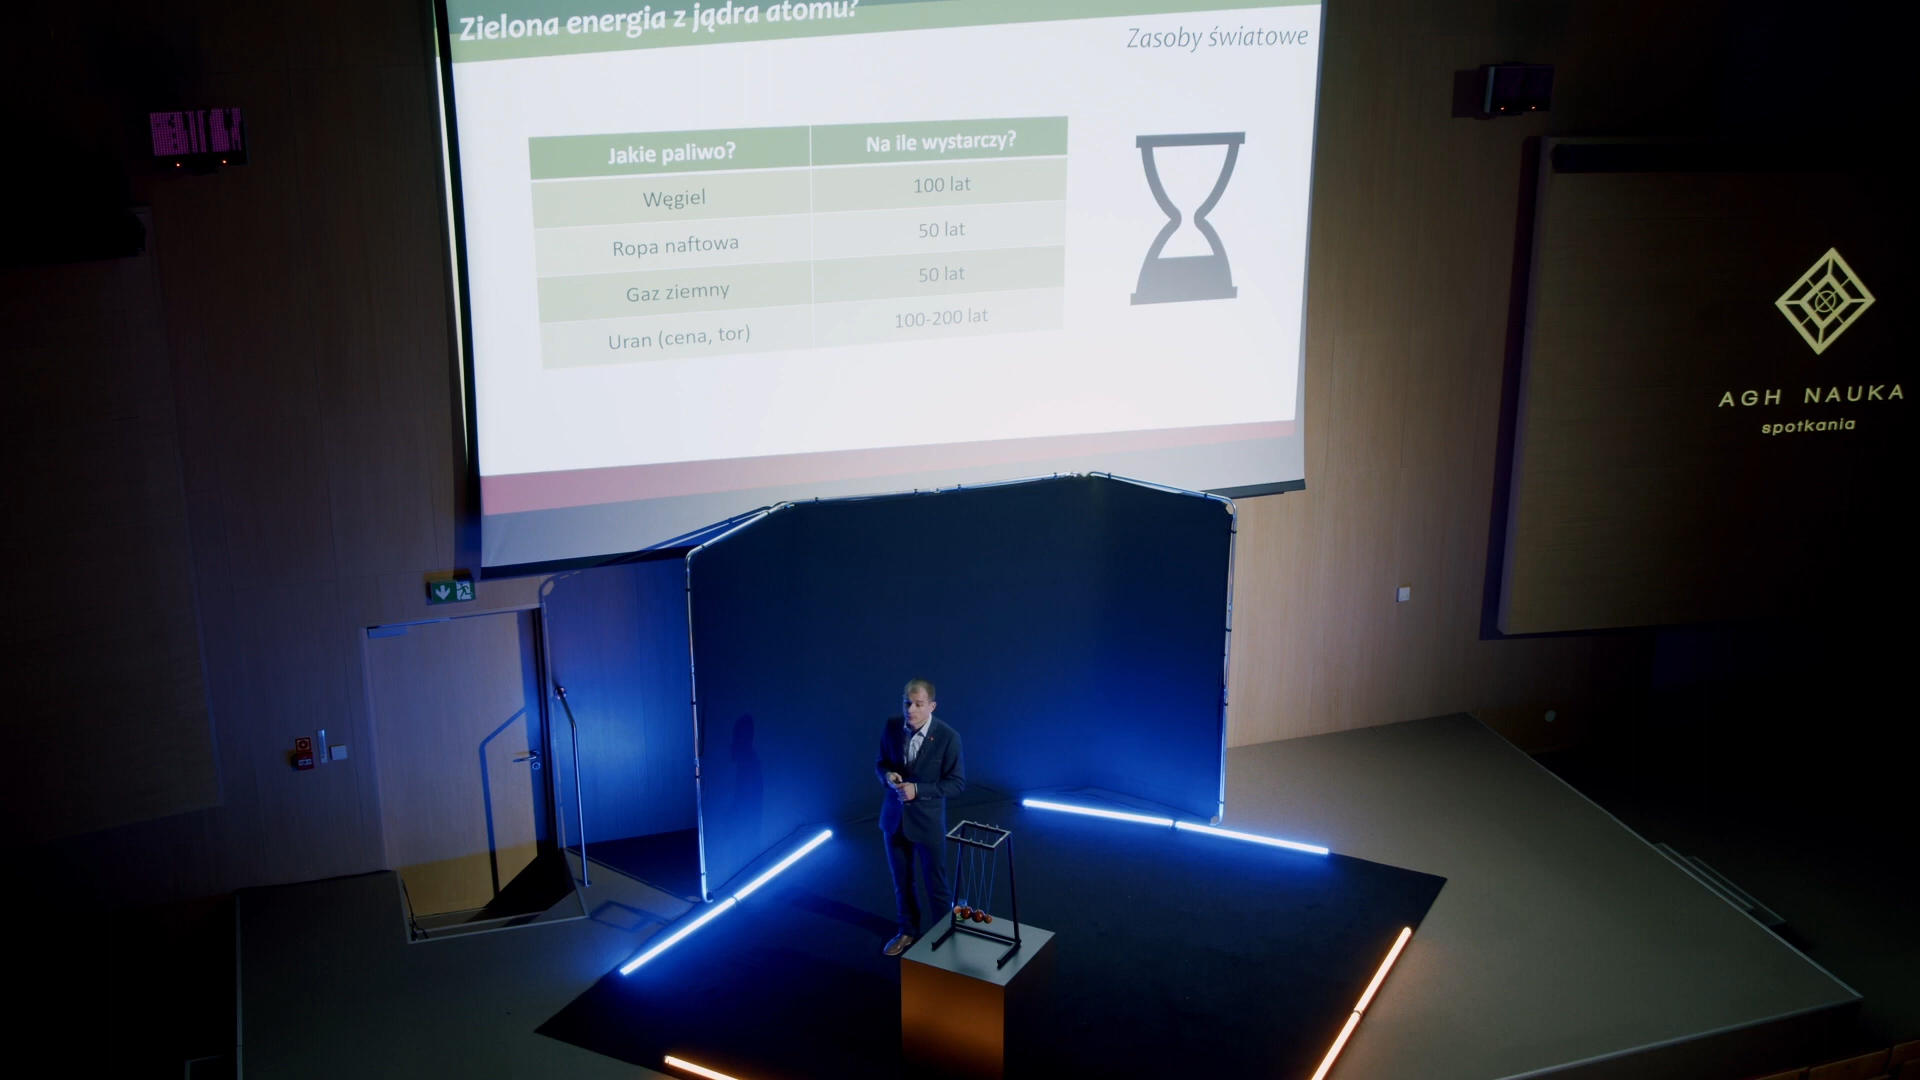 Zielona energia z jądra atomu?
Zasoby światowe
Jakie paliwo? Na ile wystarczy?
Węgiel 100 lat
Ropa naftowa 50 lat
Gaz ziemny 50 lat
Uran (cena, tor) 100-200 lat
AGH NAUKA
spotkania